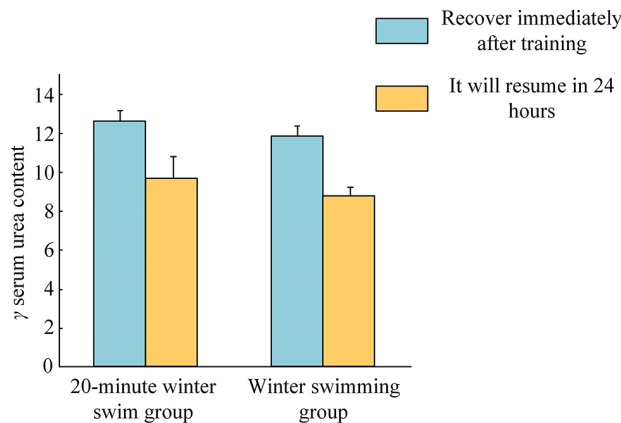 Recover immediately
after training
It will resume in 24
hours
γ serum urea content
14
12
10
8
6
4
2
0
20-minute winter
swim group
Winter swimming
group